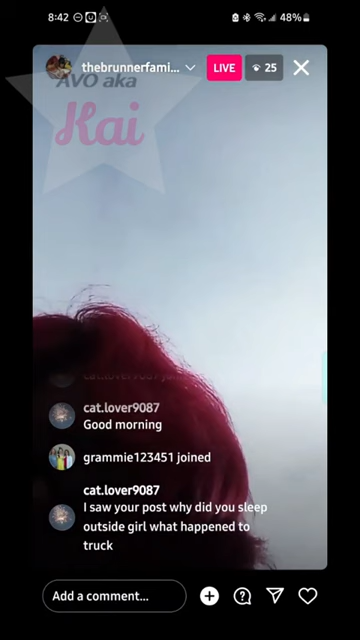 8:42
48%
thebrunnerfami...
LIVE
25
AVO aka
Kai
cat.lover9087
Good morning
grammie123451 joined
cat.lover9087
I saw your post why did you sleep
outside girl what happened to
truck
Add a comment...